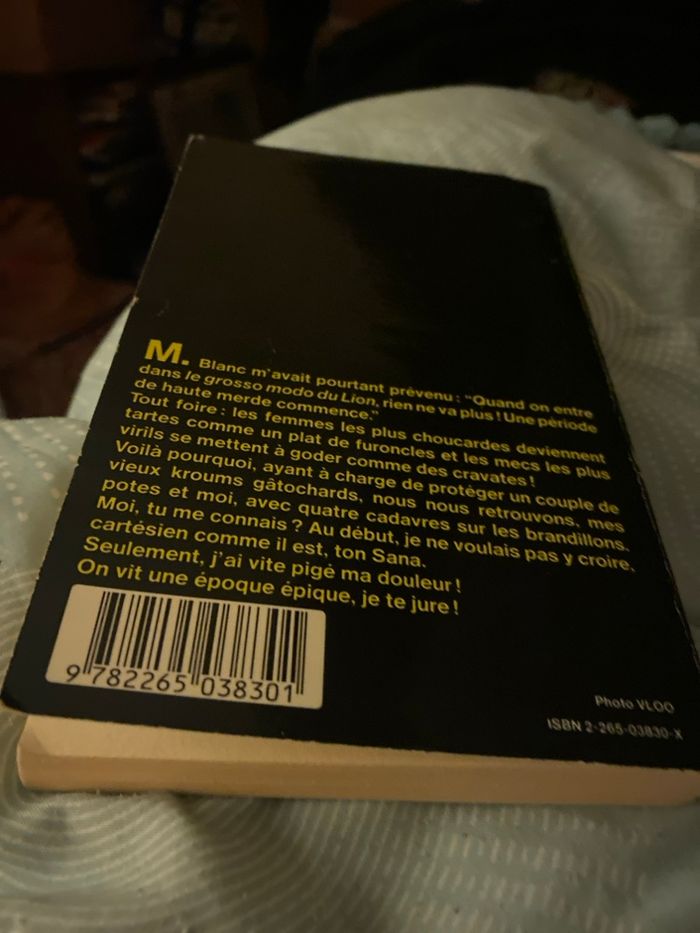 M. Blanc m'avait pourtant prévenu : "Quand on entre
dans le grosso modo du Lion, rien ne va plus ! Une période
de haute merde commence."
Tout foire : les femmes les plus choucardes deviennent
tartes comme un plat de furoncles et les mecs les plus
virils se mettent à goder comme des cravates !
Voilà pourquoi, ayant à charge de protéger un couple de
vieux kroums gâtochards, nous nous retrouvons, mes
potes et moi, avec quatre cadavres sur les brandillons.
Moi, tu me connais ? Au début, je ne voulais pas y croire,
cartésien comme il est, ton Sana.
Seulement, j'ai vite pigé ma douleur !
On vit une époque épique, je te jure !
9 782265 038301
Photo VLOO
ISBN 2-265-03830-X